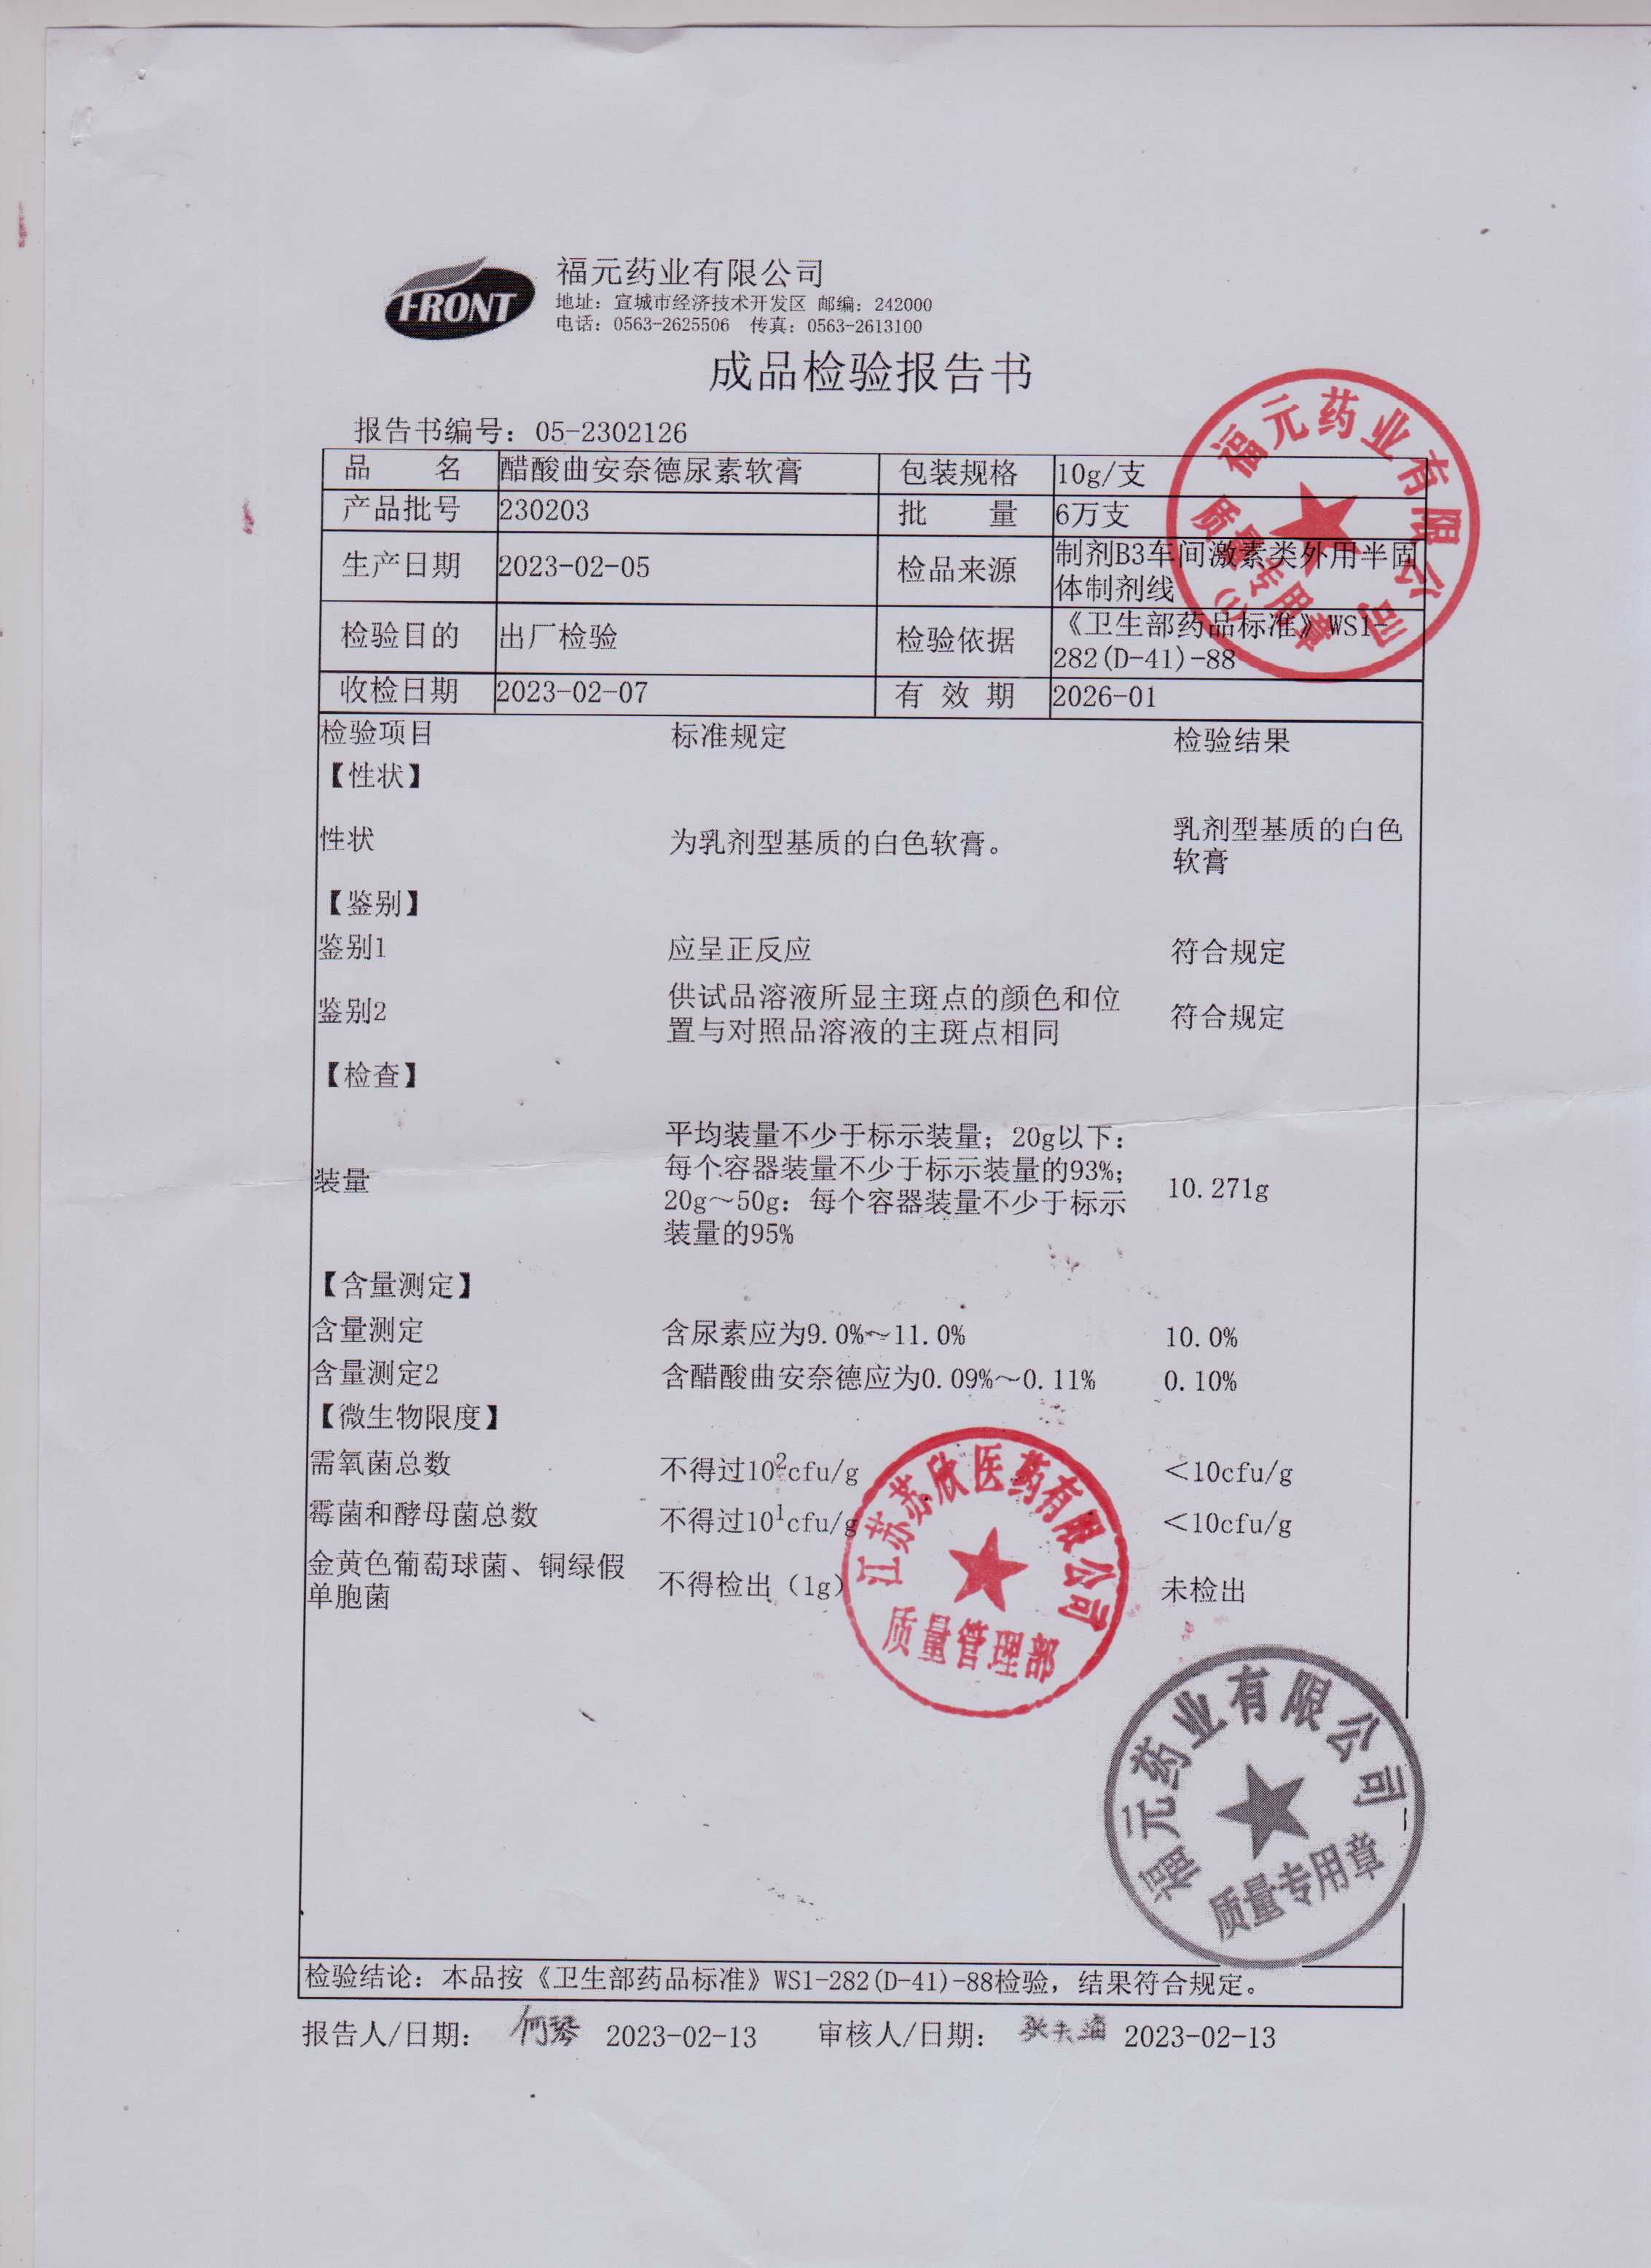 FRONT
福元药业有限公司
地址：宣城市经济技术开发区 邮编：242000
电话：0563-2625506 传真：0563-2613100
成品检验报告书
报告书编号：05-2302126
品 名 醋酸曲安奈德尿素软膏 包装规格 10g/支
产品批号 230203 批 量 6万支
生产日期 2023-02-05 检品来源 制剂B3车间激素类外用半固
体制剂线
检验目的 出厂检验 检验依据 《卫生部药品标准》WS1-
282(D-41)-88
收检日期 2023-02-07 有 效 期 2026-01
福元药业有限公司
质量专用章
(1)
检验项目 标准规定 检验结果
【性状】
性状 为乳剂型基质的白色软膏。 乳剂型基质的白色
软膏
【鉴别】
鉴别1 应呈正反应 符合规定
鉴别2 供试品溶液所显主斑点的颜色和位
置与对照品溶液的主斑点相同 符合规定
【检查】
平均装量不少于标示装量；20g以下：
每个容器装量不少于标示装量的93%；
装量 20g～50g：每个容器装量不少于标示 10.271g
装量的95%
【含量测定】
含量测定 含尿素应为9.0%～11.0% 10.0%
含量测定2 含醋酸曲安奈德应为0.09%～0.11% 0.10%
【微生物限度】
需氧菌总数 不得过10²cfu/g ＜10cfu/g
霉菌和酵母菌总数 不得过10¹cfu/g ＜10cfu/g
金黄色葡萄球菌、铜绿假
单胞菌 不得检出（1g） 未检出
江苏苏欣医药有限公司
质量管理部
福元药业有限公司
质量专用章
检验结论：本品按《卫生部药品标准》WS1-282(D-41)-88检验，结果符合规定。
报告人/日期： 何琴 2023-02-13 审核人/日期： 2023-02-13